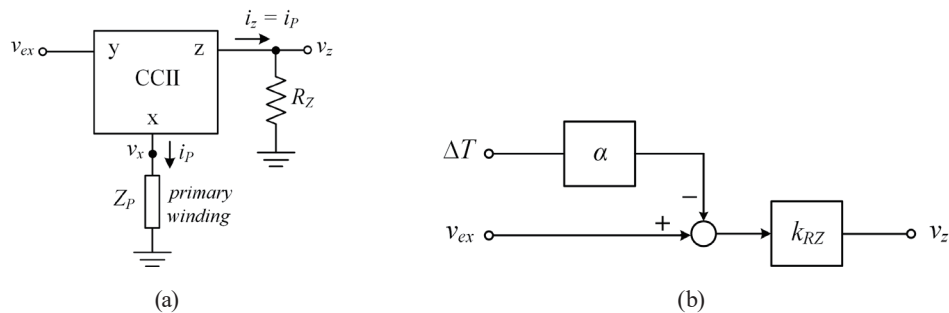 i_z = i_P
v_ex
y
z
v_z
CCII
R_Z
x
v_x
i_P
Z_P
primary
winding
(a)
ΔT
α
−
v_ex
+
k_RZ
v_z
(b)